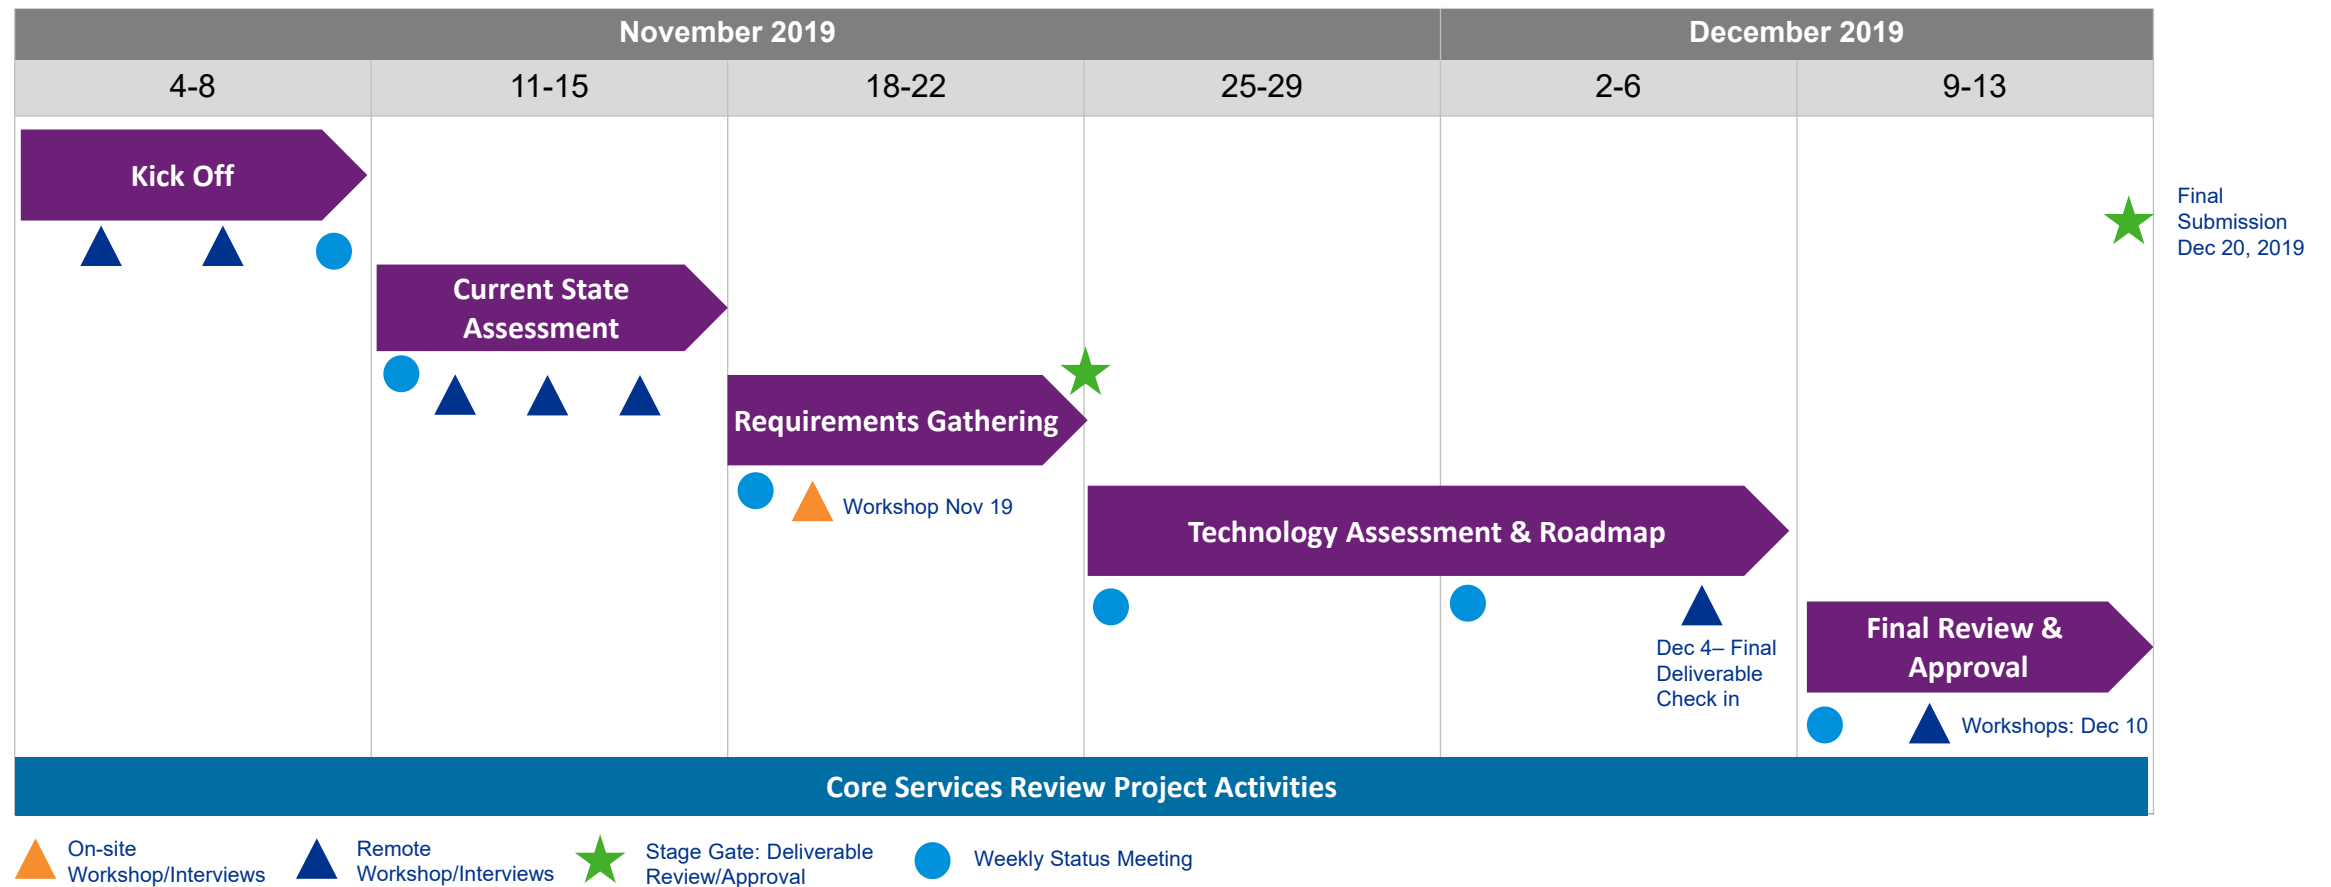 November 2019
December 2019
4-8
11-15
18-22
25-29
2-6
9-13
Kick Off
Final
Submission
Dec 20, 2019
Current State
Assessment
Requirements Gathering
Workshop Nov 19
Technology Assessment & Roadmap
Dec 4– Final
Deliverable
Check in
Final Review &
Approval
Workshops: Dec 10
Core Services Review Project Activities
On-site
Workshop/Interviews
Remote
Workshop/Interviews
Stage Gate: Deliverable
Review/Approval
Weekly Status Meeting